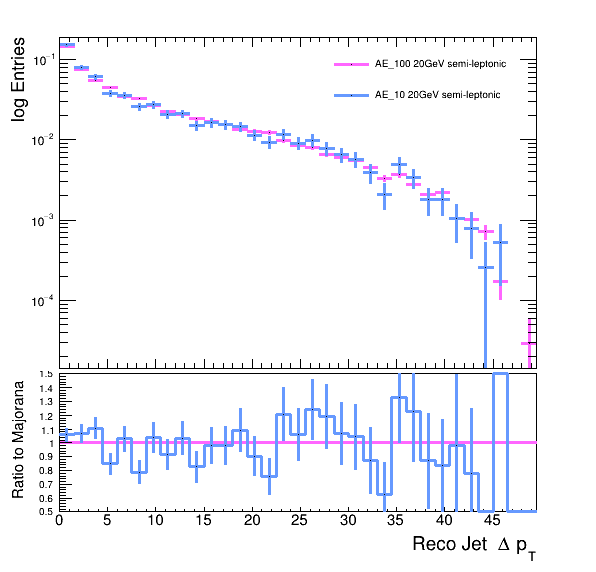 log Entries
10⁻¹
10⁻²
10⁻³
10⁻⁴
AE_100 20GeV semi-leptonic
AE_10 20GeV semi-leptonic
Ratio to Majorana
1.5
1.4
1.3
1.2
1.1
1
0.9
0.8
0.7
0.6
0.5
0 5 10 15 20 25 30 35 40 45
Reco Jet Δ p_T